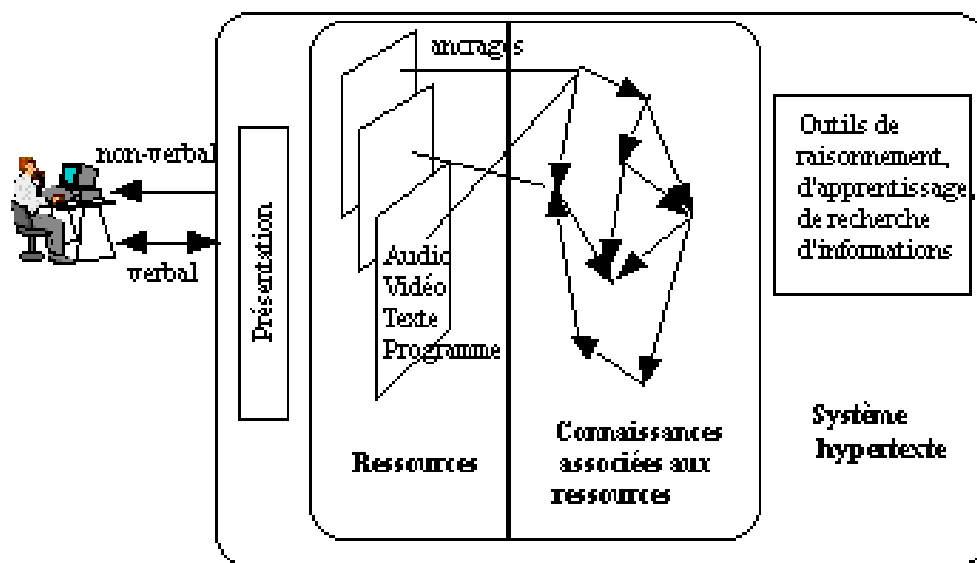 ancrages
non-verbal
verbal
Présentation
Audio
Vidéo
Texte
Programme
Ressources
Connaissances
associées aux
ressources
Outils de
raisonnement,
d'apprentissage,
de recherche
d'informations
Système
hypertexte